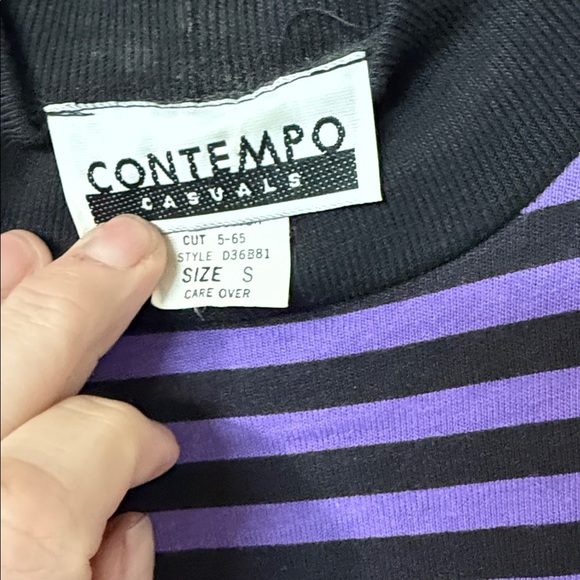 CONTEMPO
CASUALS
CUT 5-65
STYLE D36B81
SIZE S
CARE OVER